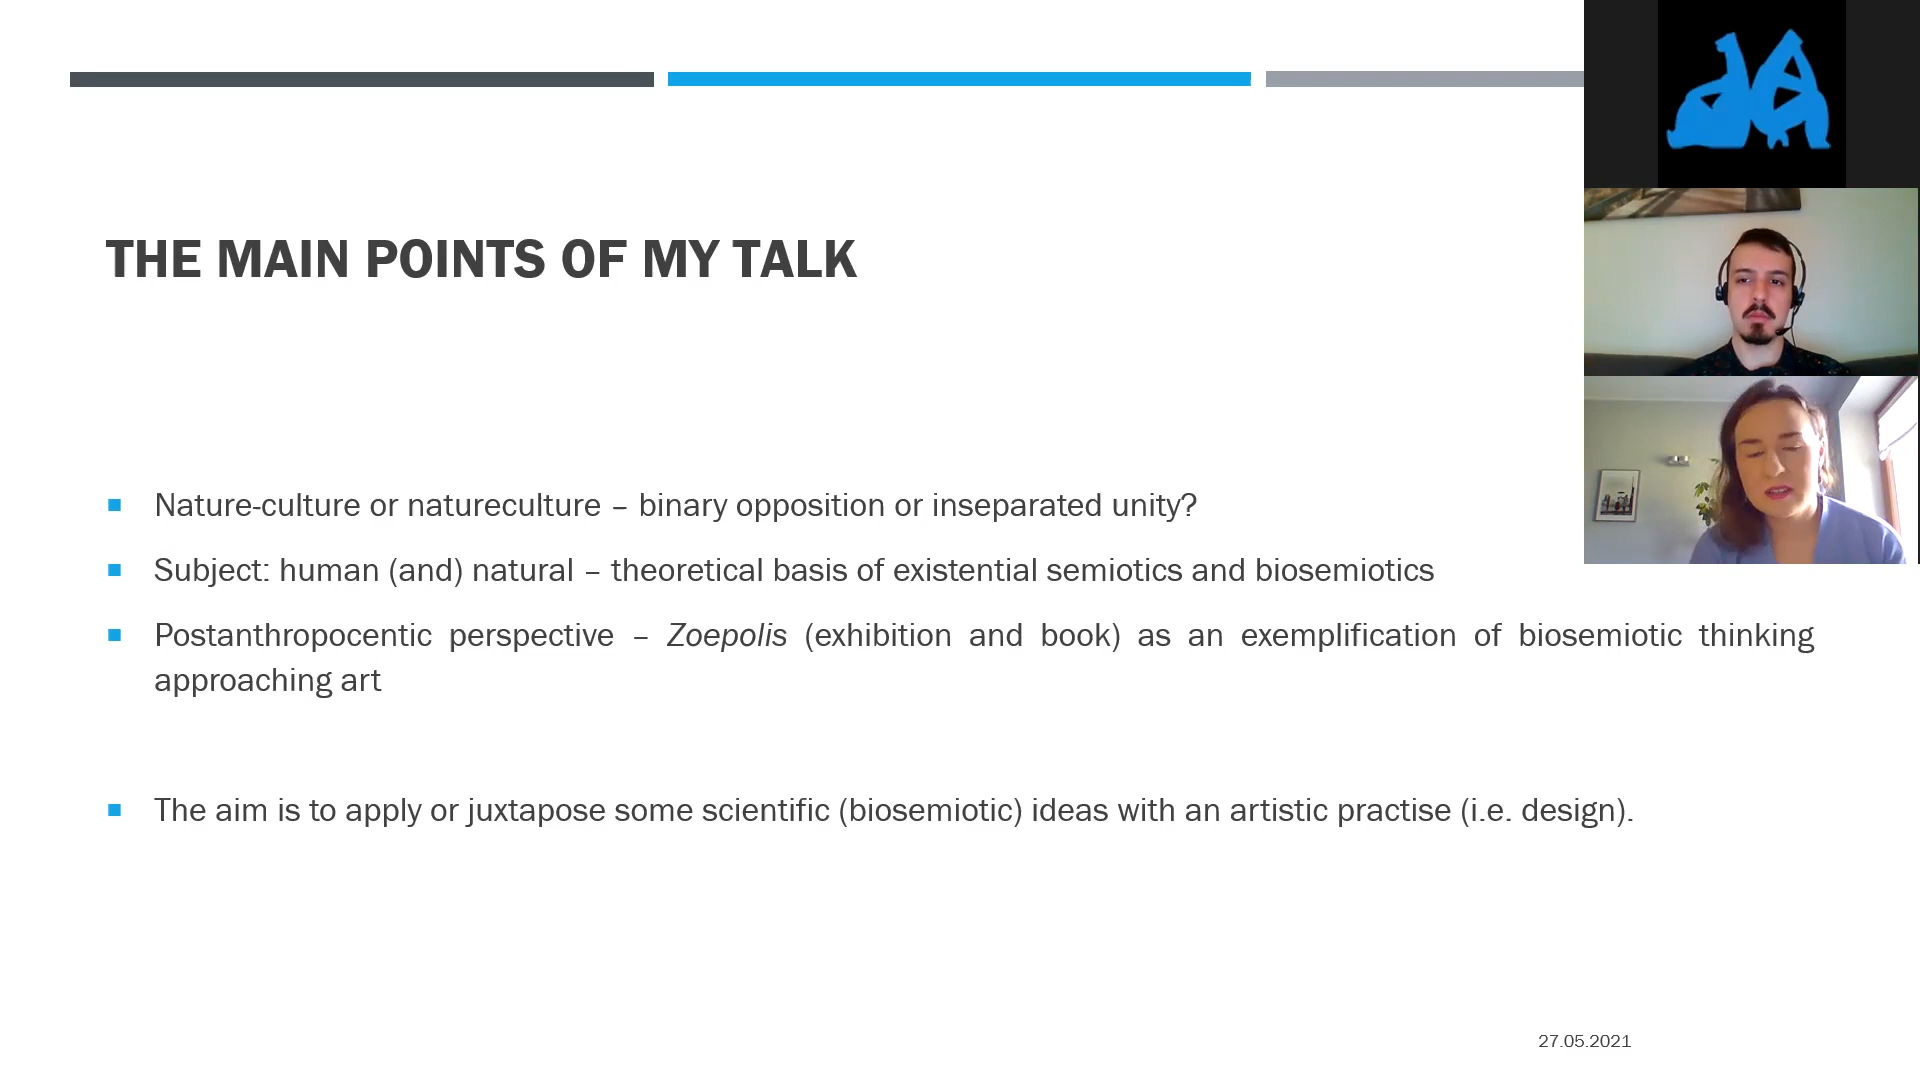 THE MAIN POINTS OF MY TALK
Nature-culture or natureculture – binary opposition or inseparated unity?
Subject: human (and) natural – theoretical basis of existential semiotics and biosemiotics
Postanthropocentic perspective – Zoepolis (exhibition and book) as an exemplification of biosemiotic thinking
approaching art
The aim is to apply or juxtapose some scientific (biosemiotic) ideas with an artistic practise (i.e. design).
27.05.2021